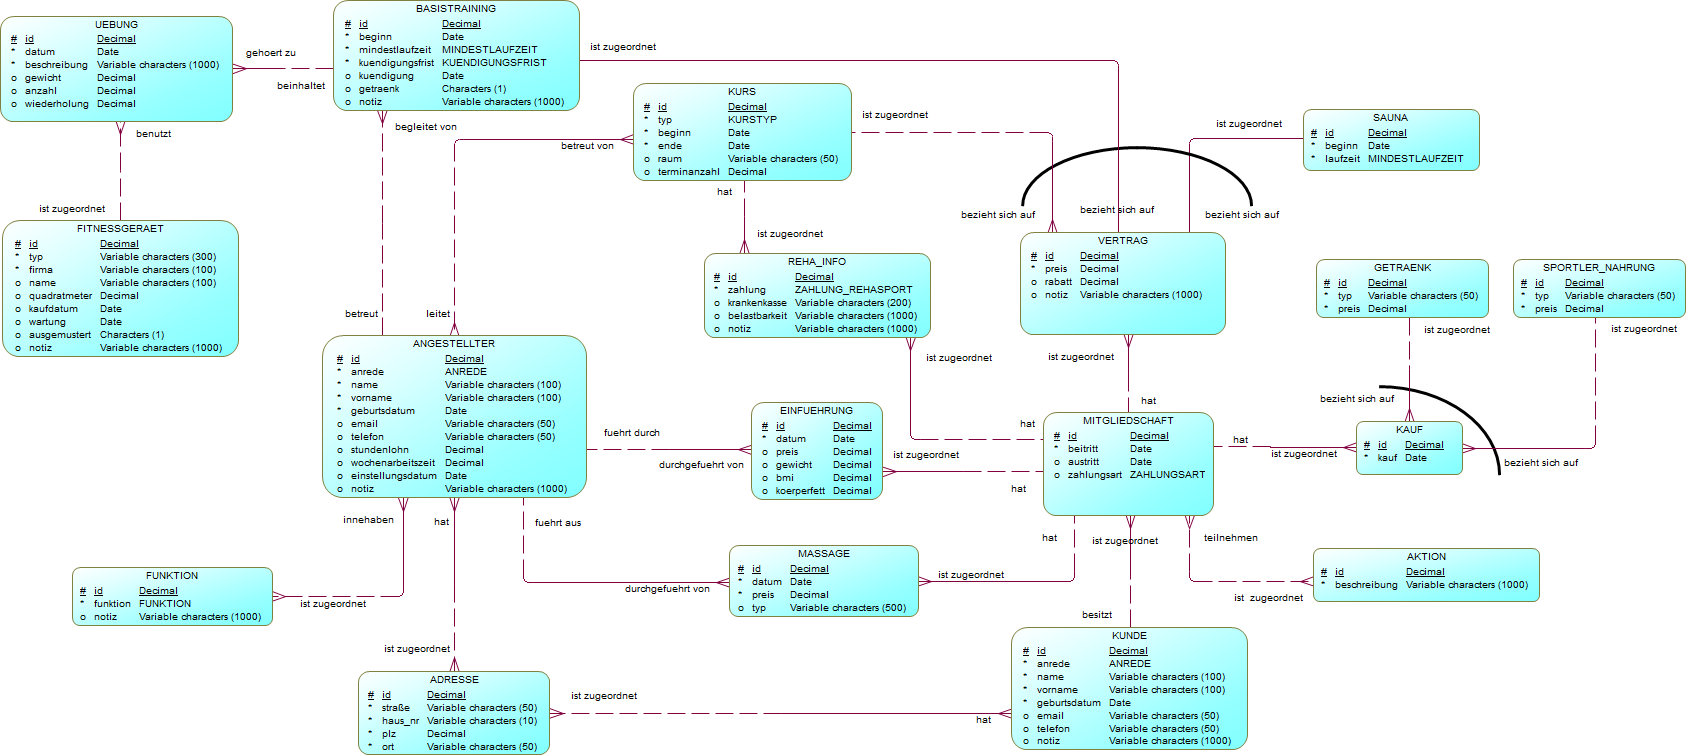 UEBUNG
# id Decimal
* datum Date
* beschreibung Variable characters (1000)
o gewicht Decimal
o anzahl Decimal
o wiederholung Decimal
gehoert zu
beinhaltet
BASISTRAINING
# id Decimal
* beginn Date
* mindestlaufzeit MINDESTLAUFZEIT
* kuendigungsfrist KUENDIGUNGSFRIST
o kuendigung Date
o getraenk Characters (1)
o notiz Variable characters (1000)
ist zugeordnet
begleitet von
benutzt
ist zugeordnet
KURS
# id Decimal
* typ KURSTYP
* beginn Date
* ende Date
o raum Variable characters (50)
o terminanzahl Decimal
betreut von
ist zugeordnet
hat
ist zugeordnet
SAUNA
# id Decimal
* beginn Date
* laufzeit MINDESTLAUFZEIT
ist zugeordnet
bezieht sich auf
bezieht sich auf
bezieht sich auf
FITNESSGERAET
# id Decimal
* typ Variable characters (300)
* firma Variable characters (100)
o name Variable characters (100)
o quadratmeter Decimal
o kaufdatum Date
o wartung Date
o ausgemustert Characters (1)
o notiz Variable characters (1000)
betreut
leitet
REHA_INFO
# id Decimal
* zahlung ZAHLUNG_REHASPORT
o krankenkasse Variable characters (200)
o belastbarkeit Variable characters (1000)
o notiz Variable characters (1000)
ist zugeordnet
VERTRAG
# id Decimal
* preis Decimal
o rabatt Decimal
o notiz Variable characters (1000)
ist zugeordnet
hat
GETRAENK
# id Decimal
* typ Variable characters (50)
* preis Decimal
ist zugeordnet
SPORTLER_NAHRUNG
# id Decimal
* typ Variable characters (50)
* preis Decimal
ist zugeordnet
bezieht sich auf
ANGESTELLTER
# id Decimal
* anrede ANREDE
* name Variable characters (100)
* vorname Variable characters (100)
* geburtsdatum Date
o email Variable characters (50)
o telefon Variable characters (50)
o stundenlohn Decimal
o wochenarbeitszeit Decimal
o einstellungsdatum Date
o notiz Variable characters (1000)
fuehrt durch
durchgefuehrt von
EINFUEHRUNG
# id Decimal
* datum Date
o preis Decimal
o gewicht Decimal
o bmi Decimal
o koerperfett Decimal
ist zugeordnet
hat
hat
MITGLIEDSCHAFT
# id Decimal
* beitritt Date
o austritt Date
o zahlungsart ZAHLUNGSART
hat
ist zugeordnet
KAUF
# id Decimal
* kauf Date
bezieht sich auf
innehaben
hat
fuehrt aus
hat
ist zugeordnet
teilnehmen
FUNKTION
# id Decimal
* funktion FUNKTION
o notiz Variable characters (1000)
ist zugeordnet
durchgefuehrt von
MASSAGE
# id Decimal
* datum Date
* preis Decimal
o typ Variable characters (500)
ist zugeordnet
AKTION
# id Decimal
* beschreibung Variable characters (1000)
ist zugeordnet
besitzt
ist zugeordnet
ADRESSE
# id Decimal
* straße Variable characters (50)
* haus_nr Variable characters (10)
* plz Decimal
* ort Variable characters (50)
ist zugeordnet
hat
KUNDE
# id Decimal
* anrede ANREDE
* name Variable characters (100)
* vorname Variable characters (100)
* geburtsdatum Date
o email Variable characters (50)
o telefon Variable characters (50)
o notiz Variable characters (1000)